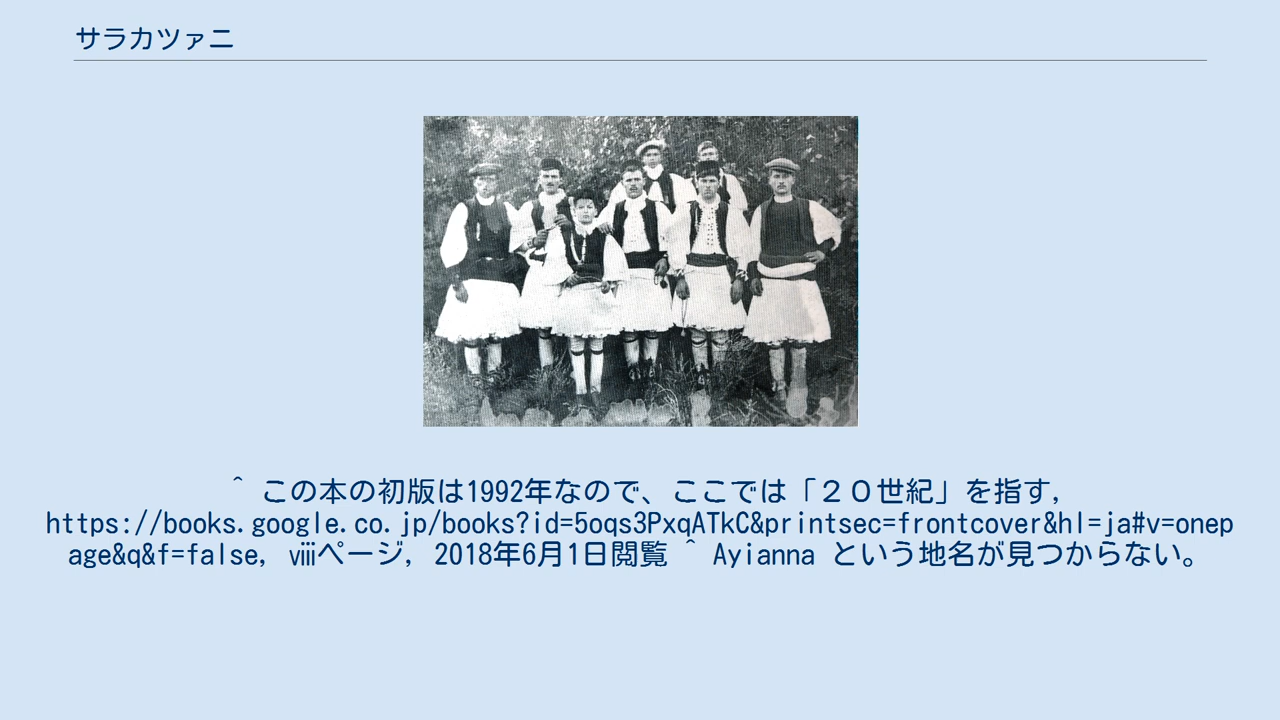 サラカツァニ
^ この本の初版は1992年なので、ここでは「２０世紀」を指す,
https://books.google.co.jp/books?id=5oqs3PxqATkC&printsec=frontcover&hl=ja#v=onep
age&q&f=false, ⅷページ, 2018年6月1日閲覧 ^ Ayianna という地名が見つからない。